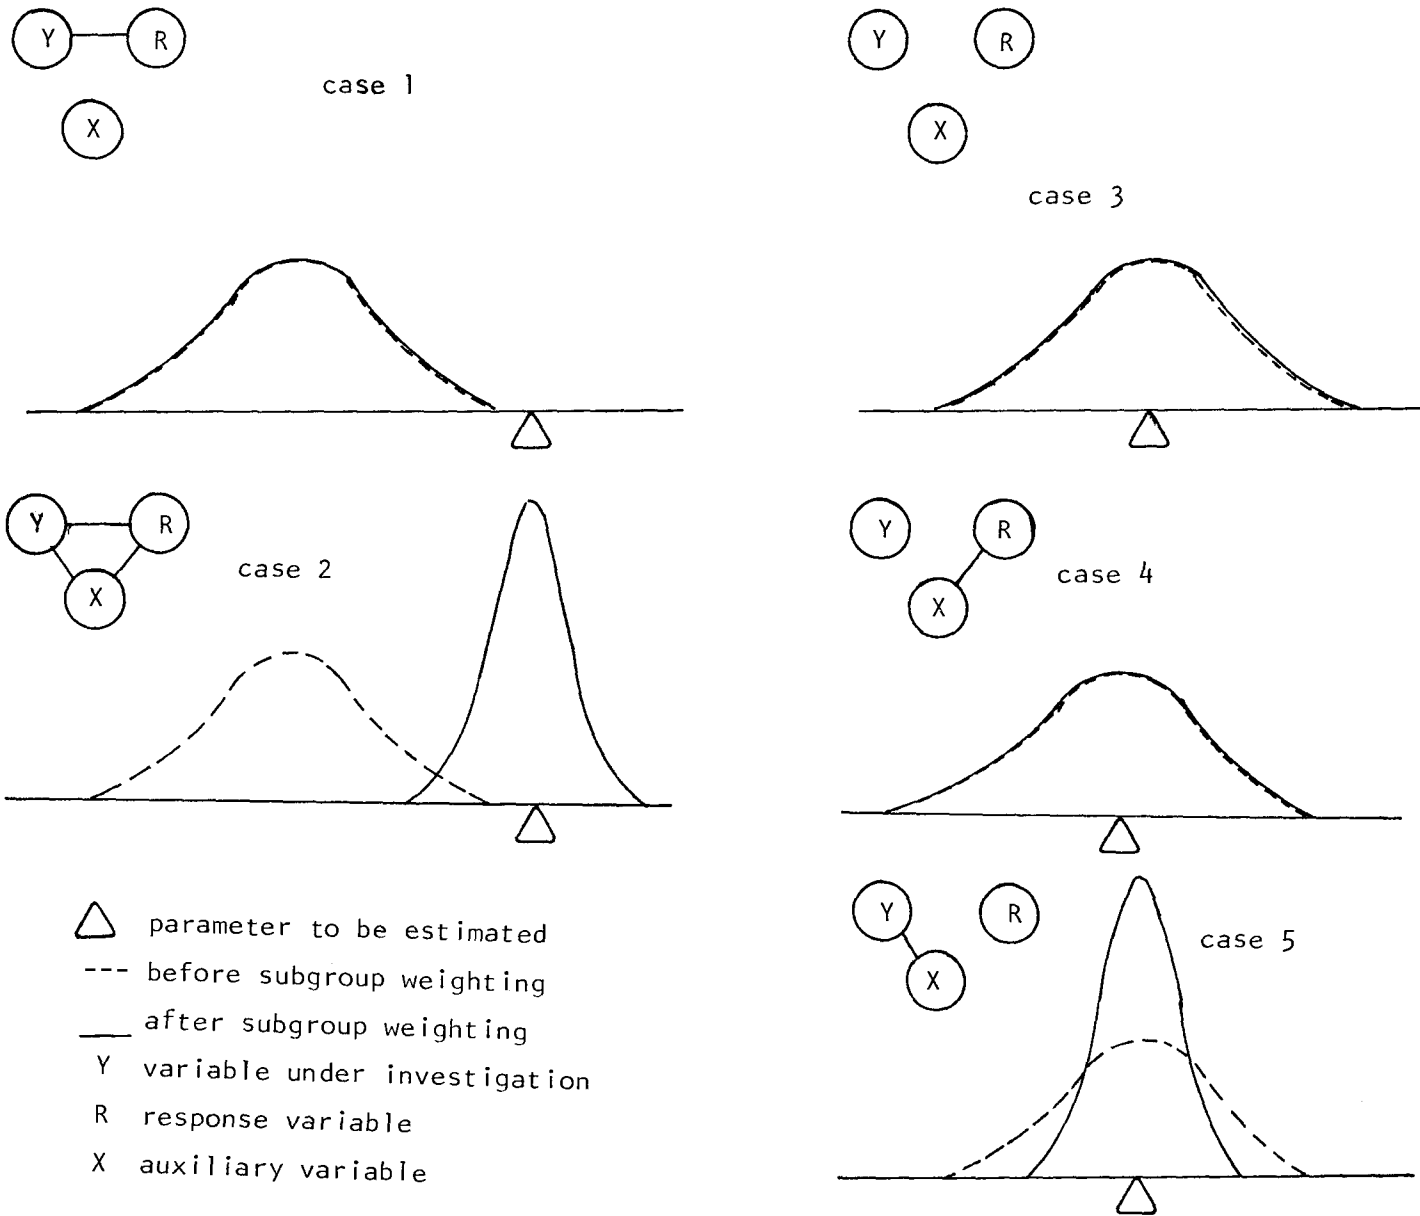 Y R
case 1
X
Y R
X
case 3
Y R
case 2
X
Y R
case 4
X
Y R
case 5
X
parameter to be estimated
--- before subgroup weighting
after subgroup weighting
Y variable under investigation
R response variable
X auxiliary variable